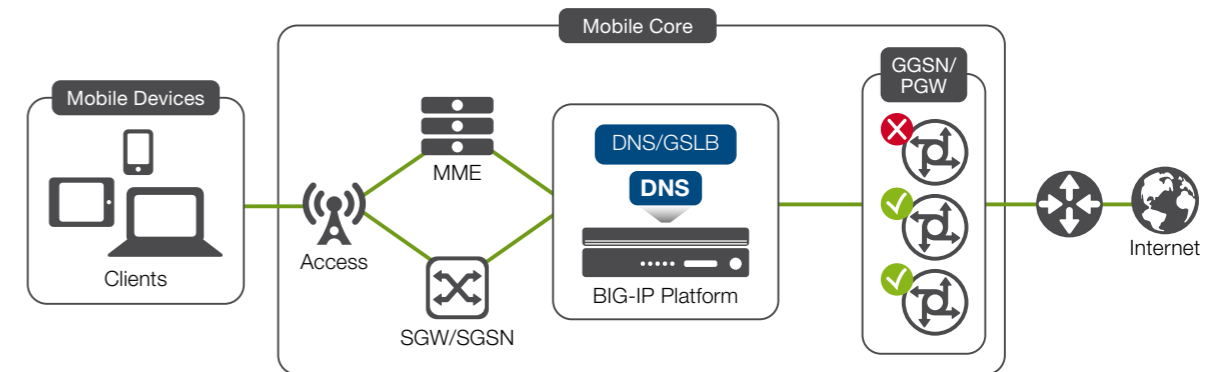 Mobile Core
Mobile Devices
Clients
Access
MME
SGW/SGSN
DNS/GSLB
DNS
BIG-IP Platform
GGSN/
PGW
Internet